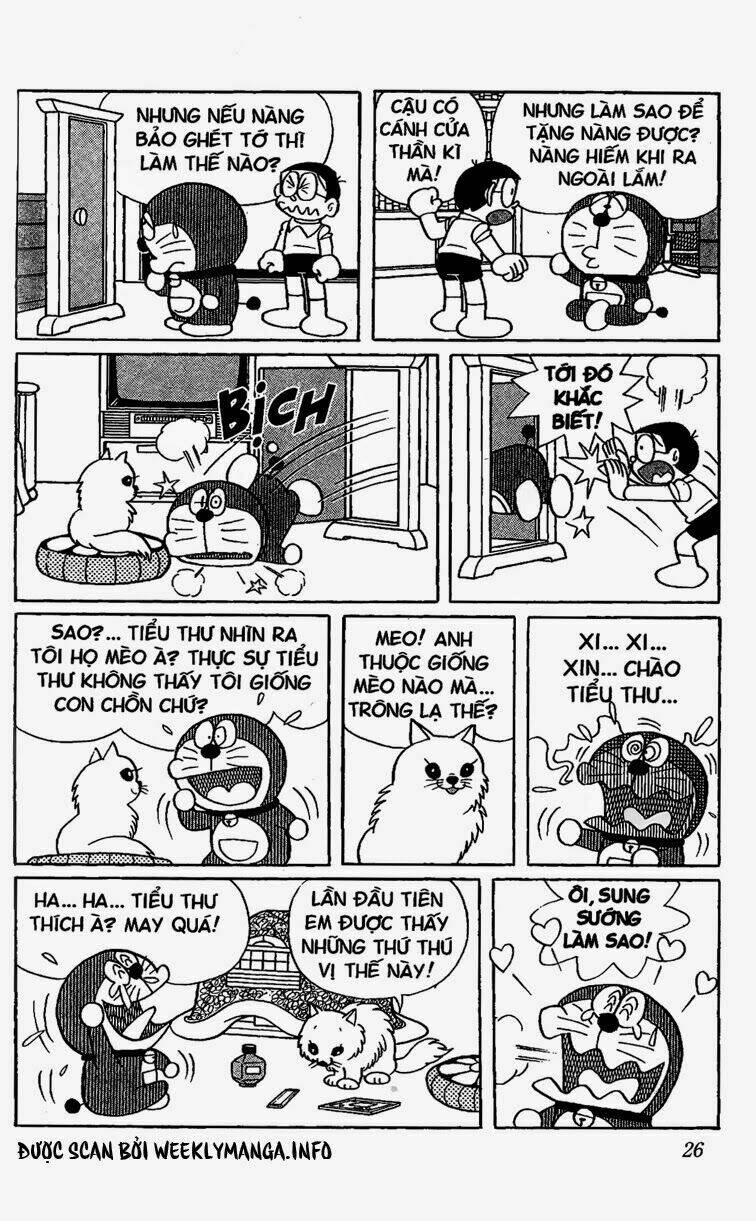 NHƯNG LÀM SAO ĐỂ
TẶNG NÀNG ĐƯỢC?
NÀNG HIẾM KHI RA
NGOÀI LẮM!
CẬU CÓ
CÁNH CỬA
THẦN KÌ
MÀ!
NHƯNG NẾU NÀNG
BẢO GHÉT TỚ THÌ
LÀM THẾ NÀO?
TỚI ĐÓ
KHẮC
BIẾT!
BỊCH
XI... XI...
XIN... CHÀO
TIỂU THƯ...
MEO! ANH
THUỘC GIỐNG
MÈO NÀO MÀ...
TRÔNG LẠ THẾ?
SAO?... TIỂU THƯ NHÌN RA
TÔI HỌ MÈO À? THỰC SỰ TIỂU
THƯ KHÔNG THẤY TÔI GIỐNG
CON CHỒN CHỨ?
ÔI, SUNG
SƯỚNG
LÀM SAO!
LẦN ĐẦU TIÊN
EM ĐƯỢC THẤY
NHỮNG THỨ THÚ
VỊ THẾ NÀY!
HA... HA... TIỂU THƯ
THÍCH À? MAY QUÁ!
ĐƯỢC SCAN BỞI WEEKLYMANGA.INFO
26